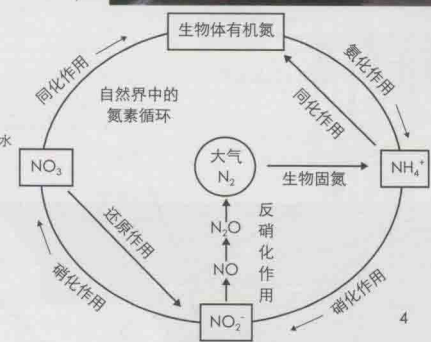 生物体有机氮
同化作用
氨化作用
自然界中的
氮素循环
同化作用
水
NO₃
大气
N₂
生物固氮
NH₄⁺
还原作用
N₂O
NO
反硝化作用
硝化作用
NO₂⁻
硝化作用
4